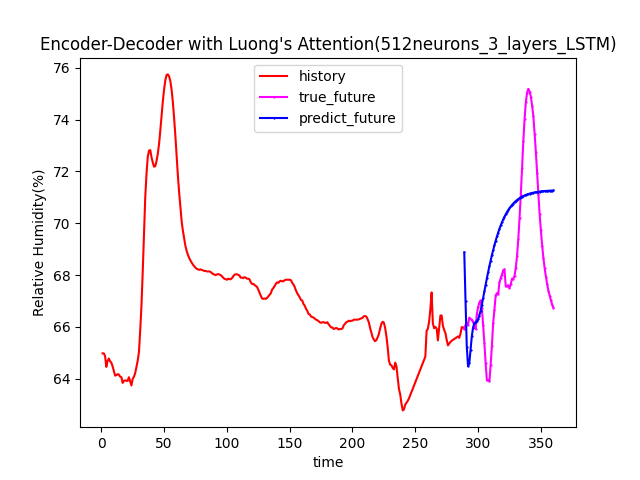 Encoder-Decoder with Luong's Attention(512neurons_3_layers_LSTM)
history
true_future
predict_future
Relative Humidity(%)
76
74
72
70
68
66
64
0 50 100 150 200 250 300 350
time